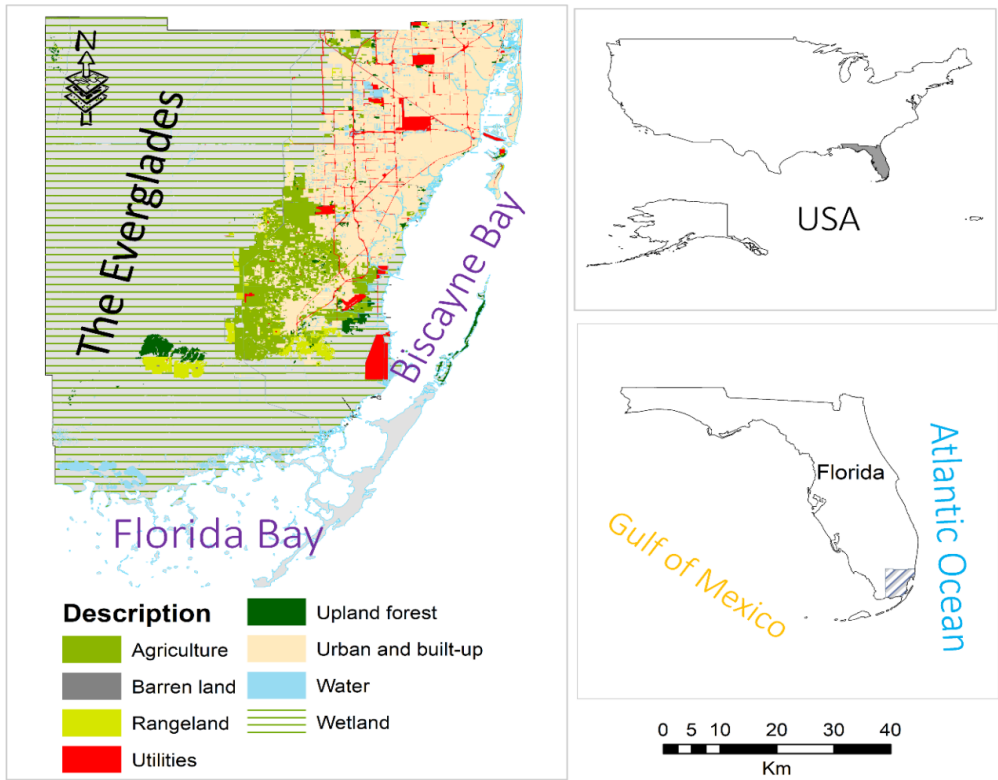 N
The Everglades
Biscayne Bay
Florida Bay
Description
Agriculture
Barren land
Rangeland
Utilities
Upland forest
Urban and built-up
Water
Wetland
USA
Florida
Gulf of Mexico
Atlantic Ocean
0 5 10 20 30 40
Km